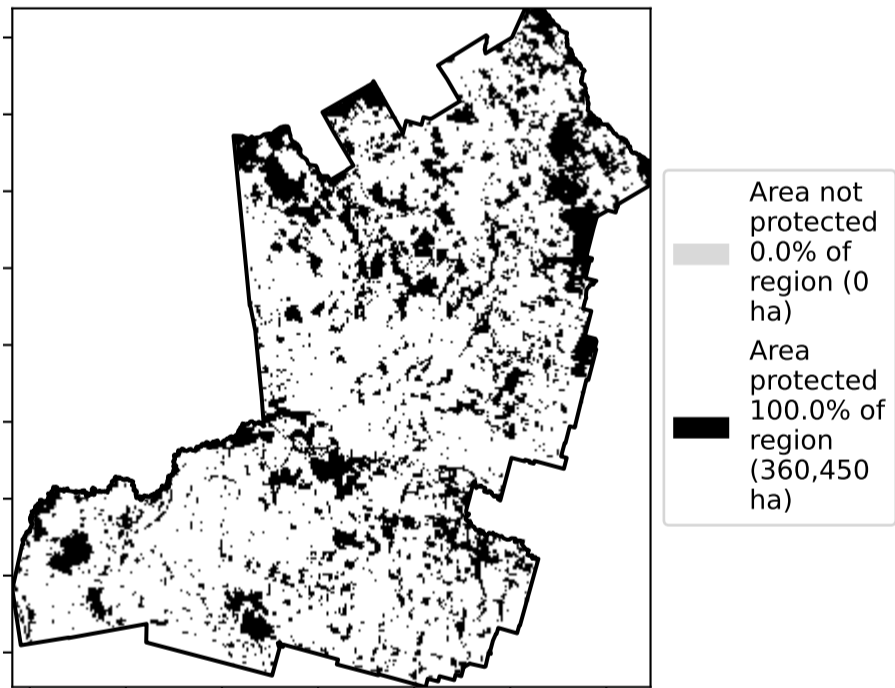 Area not
protected
0.0% of
region (0
ha)
Area
protected
100.0% of
region
(360,450
ha)